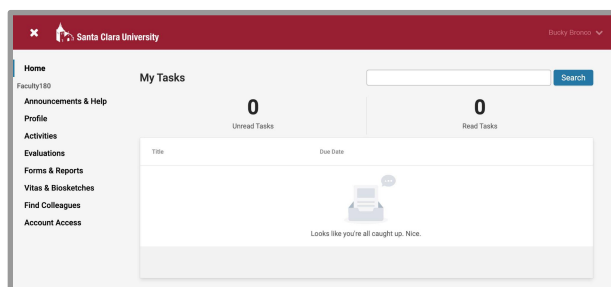 Santa Clara University
Bucky Bronco
Home
Faculty180
Announcements & Help
Profile
Activities
Evaluations
Forms & Reports
Vitas & Biosketches
Find Colleagues
Account Access
My Tasks
Search
0
Unread Tasks
0
Read Tasks
Title Due Date
Looks like you're all caught up. Nice.